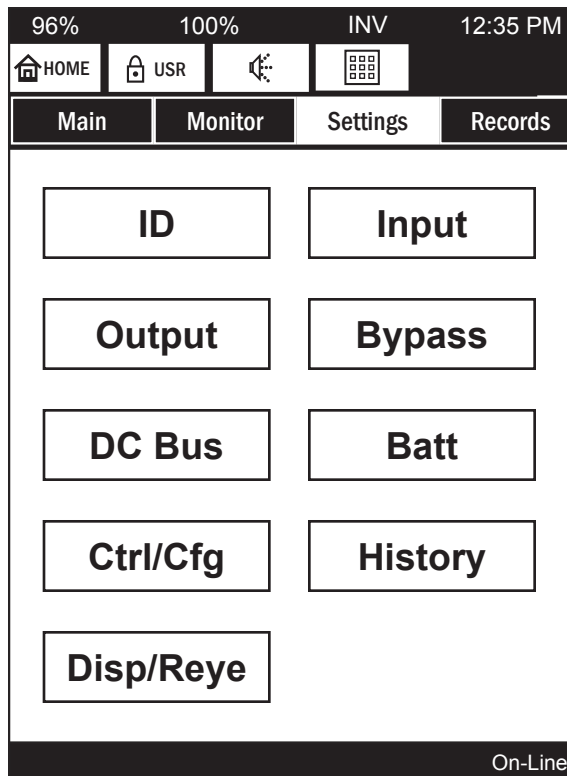 96% 100% INV 12:35 PM
HOME USR
Main Monitor Settings Records
ID Input
Output Bypass
DC Bus Batt
Ctrl/Cfg History
Disp/Reye
On-Line